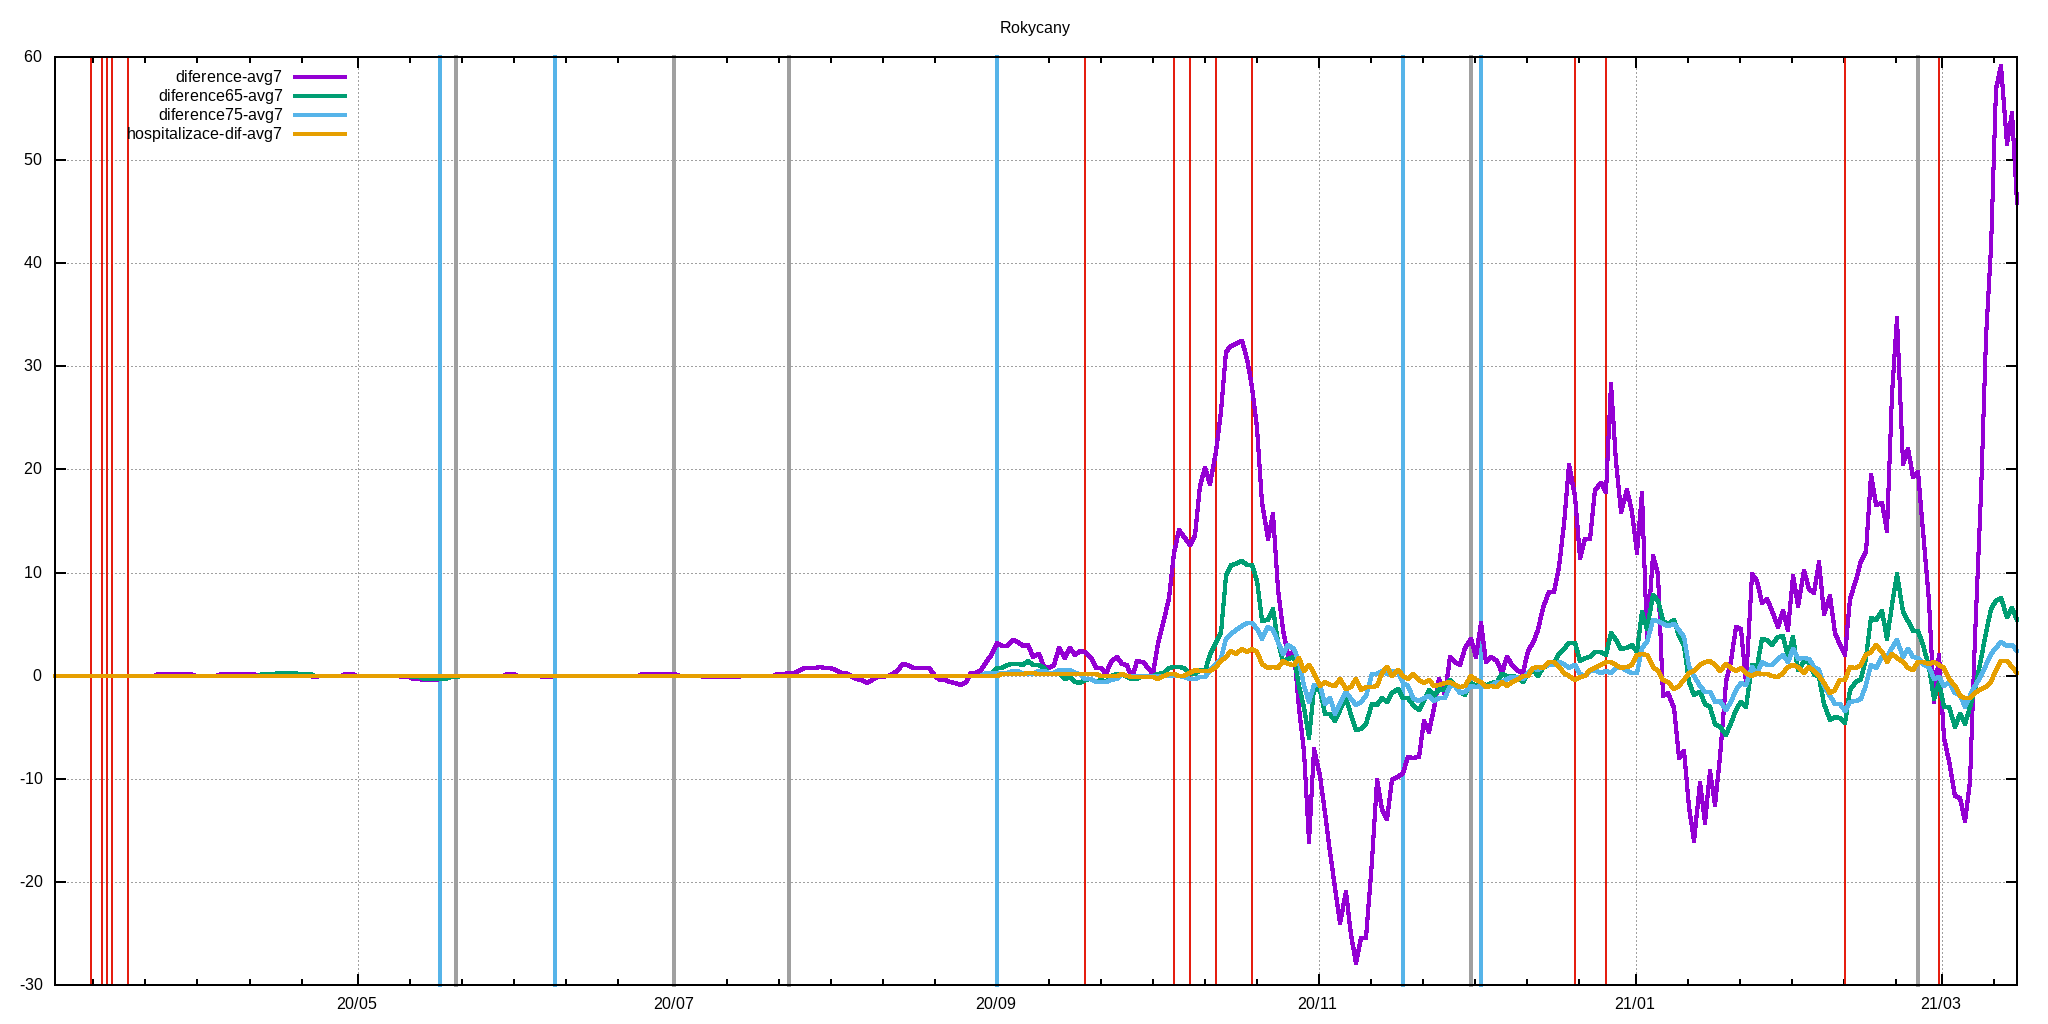 Rokycany
60
50
40
30
20
10
0
-10
-20
-30
diference-avg7
diference65-avg7
diference75-avg7
hospitalizace-dif-avg7
20/05 20/07 20/09 20/11 21/01 21/03